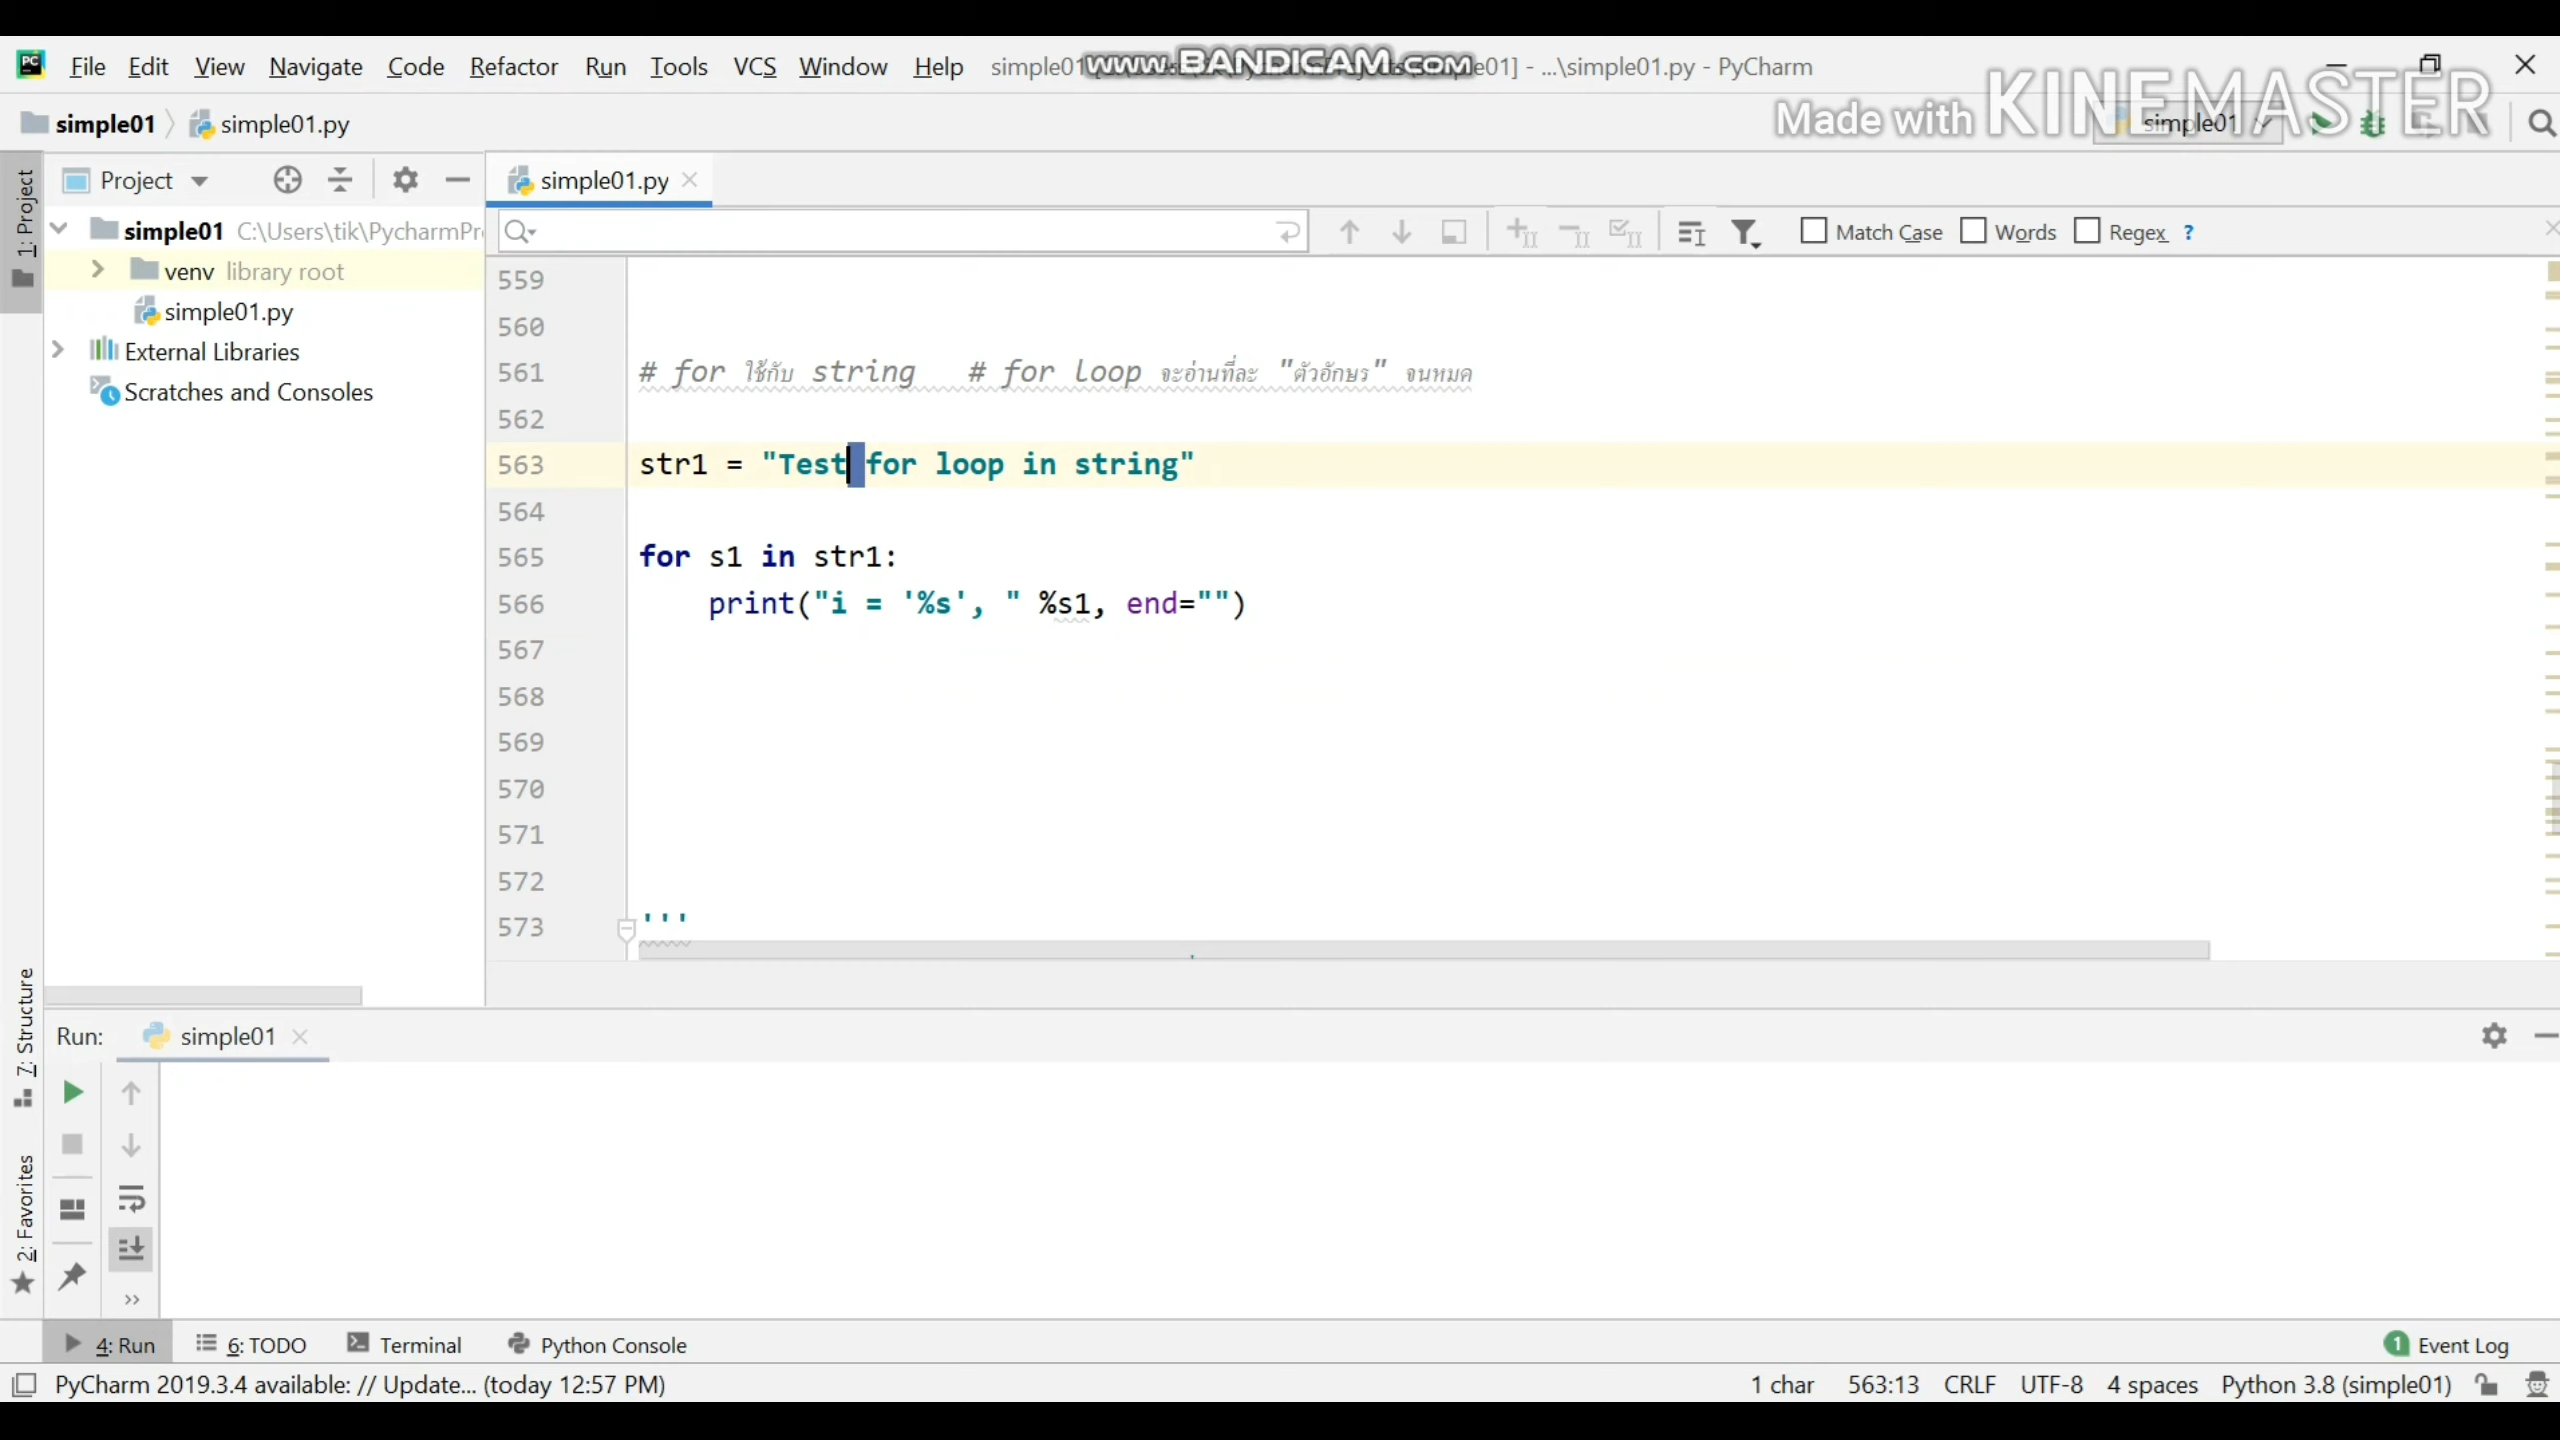 File Edit View Navigate Code Refactor Run Tools VCS Window Help simple01 ...\simple01.py - PyCharm
www.BANDICAM.com
Made with KINEMASTER
simple01 simple01.py
simple01
Project
simple01.py
simple01 C:\Users\tik\PycharmPr
venv library root
simple01.py
External Libraries
Scratches and Consoles
1: Project
7: Structure
2: Favorites
Match Case Words Regex ?
559
560
561 # for ใช้กับ string # for loop จะอ่านทีละ "ตัวอักษร" จนหมด
562
563 str1 = "Test for loop in string"
564
565 for s1 in str1:
566 print("i = '%s', " %s1, end="")
567
568
569
570
571
572
573 '''
Run: simple01
4: Run 6: TODO Terminal Python Console 1 Event Log
PyCharm 2019.3.4 available: // Update... (today 12:57 PM) 1 char 563:13 CRLF UTF-8 4 spaces Python 3.8 (simple01)